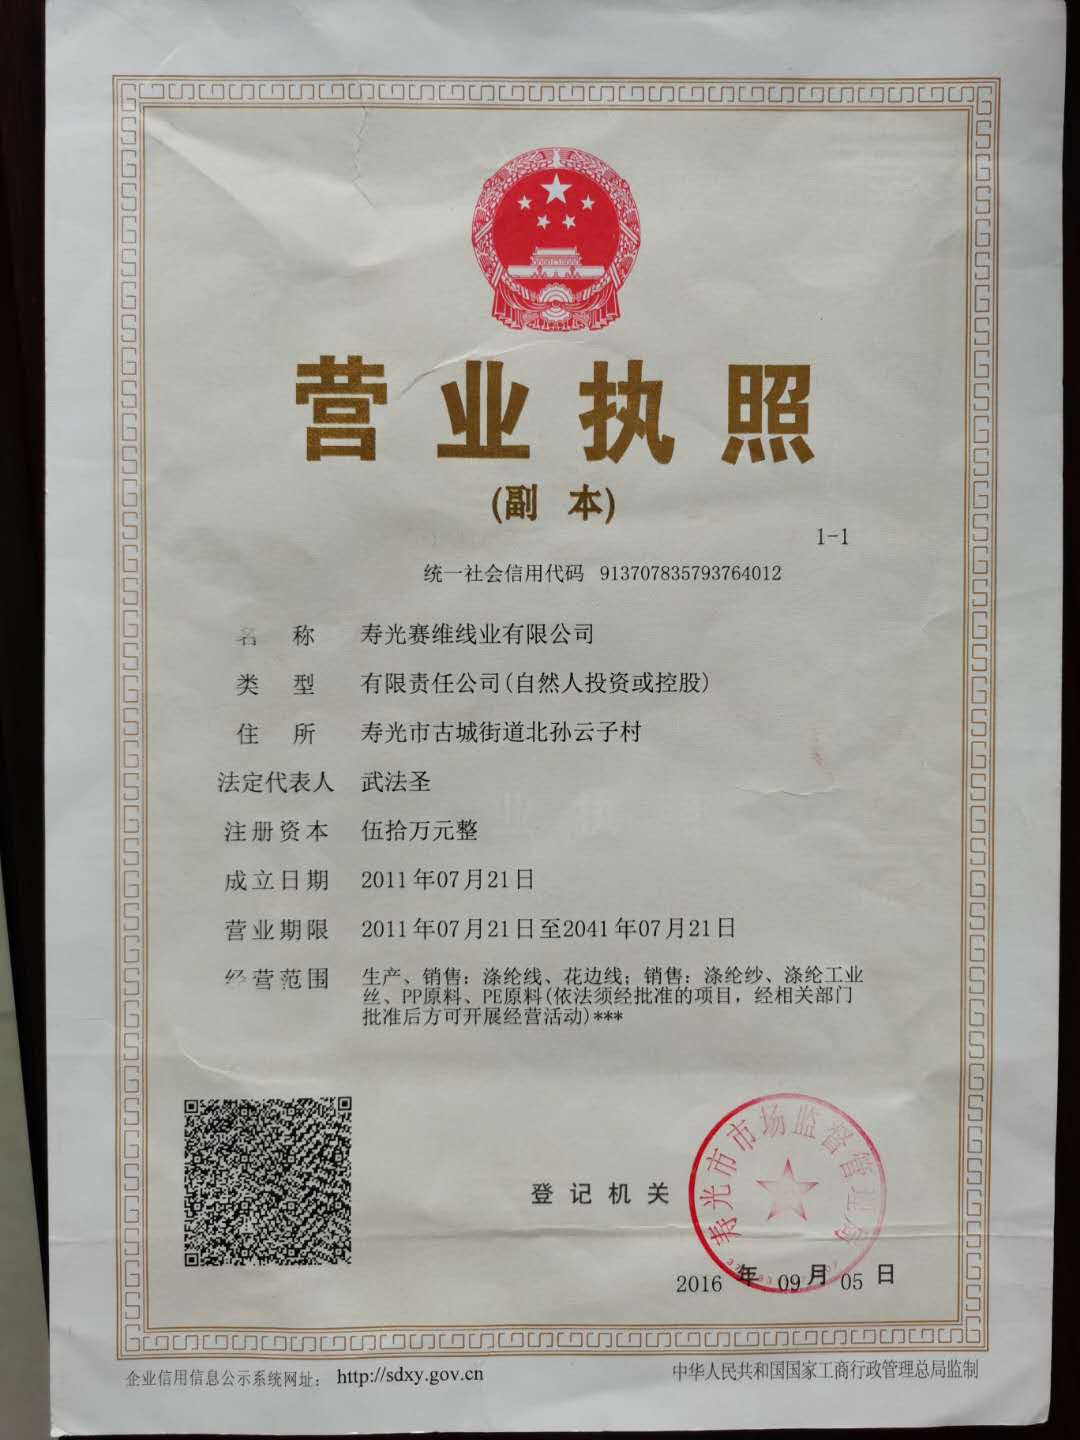 营业执照
(副 本)
1-1
统一社会信用代码 913707835793764012
名 称 寿光赛维线业有限公司
类 型 有限责任公司(自然人投资或控股)
住 所 寿光市古城街道北孙云子村
法定代表人 武法圣
注册资本 伍拾万元整
成立日期 2011年07月21日
营业期限 2011年07月21日至2041年07月21日
经营范围 生产、销售：涤纶线、花边线；销售：涤纶纱、涤纶工业
丝、PP原料、PE原料(依法须经批准的项目，经相关部门
批准后方可开展经营活动)***
登记机关
寿光市市场监督管理局
2016 年 09 月 05 日
企业信用信息公示系统网址： http://sdxy.gov.cn
中华人民共和国国家工商行政管理总局监制